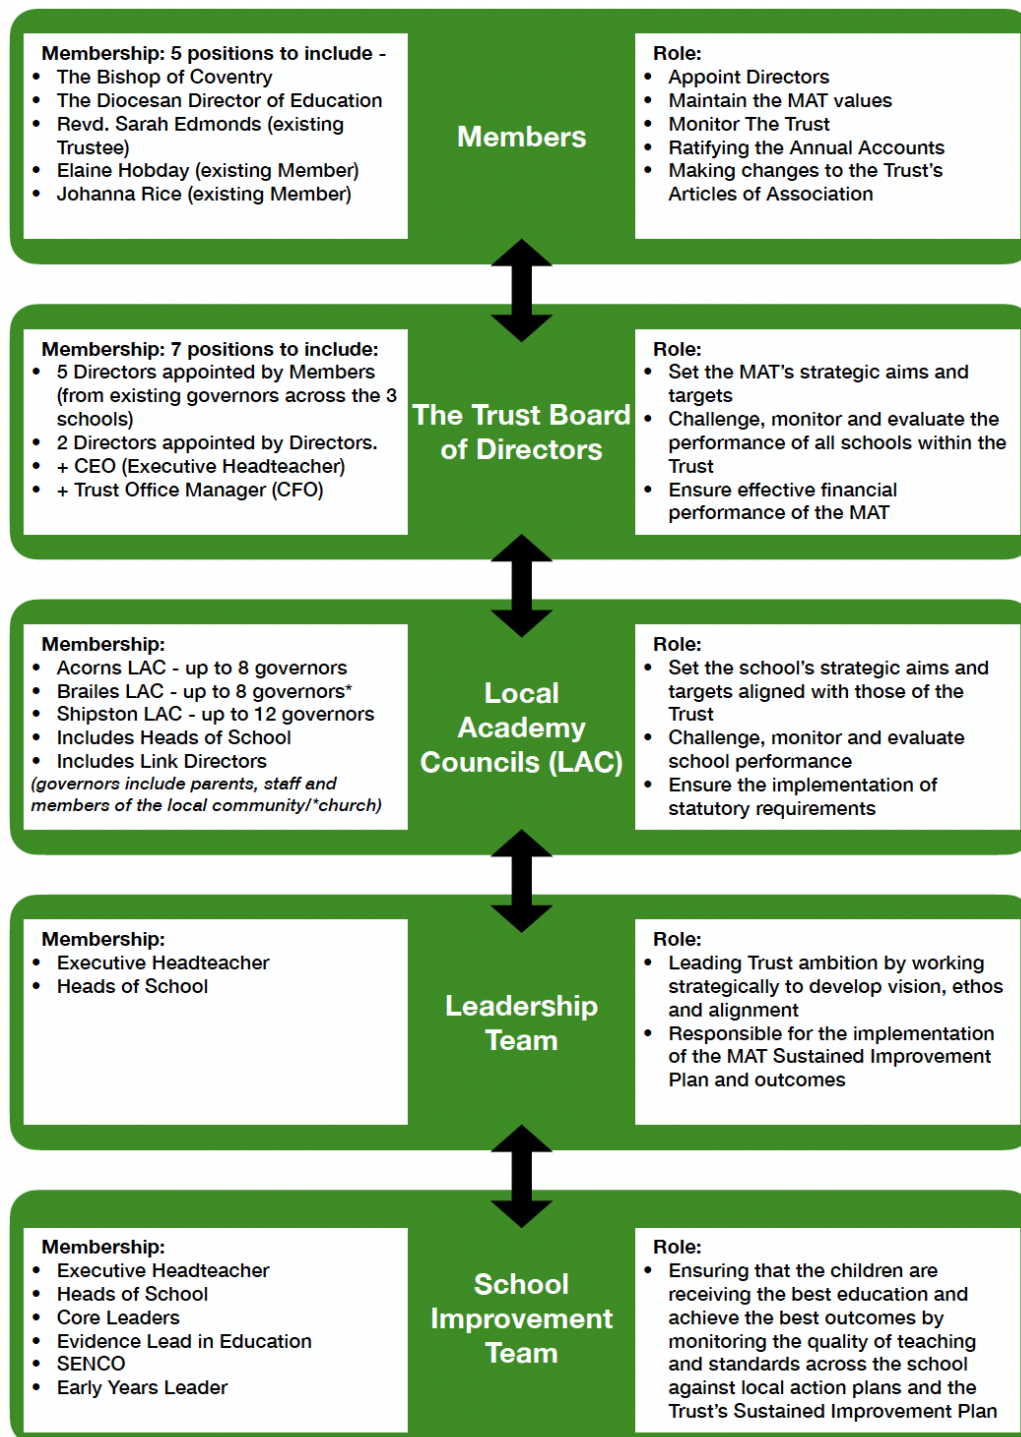 Membership: 5 positions to include -
• The Bishop of Coventry
• The Diocesan Director of Education
• Revd. Sarah Edmonds (existing
Trustee)
• Elaine Hobday (existing Member)
• Johanna Rice (existing Member)
Members
Role:
• Appoint Directors
• Maintain the MAT values
• Monitor The Trust
• Ratifying the Annual Accounts
• Making changes to the Trust's
Articles of Association
Membership: 7 positions to include:
• 5 Directors appointed by Members
(from existing governors across the 3
schools)
• 2 Directors appointed by Directors.
• + CEO (Executive Headteacher)
• + Trust Office Manager (CFO)
The Trust Board
of Directors
Role:
• Set the MAT's strategic aims and
targets
• Challenge, monitor and evaluate the
performance of all schools within the
Trust
• Ensure effective financial
performance of the MAT
Membership:
• Acorns LAC - up to 8 governors
• Brailes LAC - up to 8 governors*
• Shipston LAC - up to 12 governors
• Includes Heads of School
• Includes Link Directors
(governors include parents, staff and
members of the local community/*church)
Local
Academy
Councils (LAC)
Role:
• Set the school's strategic aims and
targets aligned with those of the
Trust
• Challenge, monitor and evaluate
school performance
• Ensure the implementation of
statutory requirements
Membership:
• Executive Headteacher
• Heads of School
Leadership
Team
Role:
• Leading Trust ambition by working
strategically to develop vision, ethos
and alignment
• Responsible for the implementation
of the MAT Sustained Improvement
Plan and outcomes
Membership:
• Executive Headteacher
• Heads of School
• Core Leaders
• Evidence Lead in Education
• SENCO
• Early Years Leader
School
Improvement
Team
Role:
• Ensuring that the children are
receiving the best education and
achieve the best outcomes by
monitoring the quality of teaching
and standards across the school
against local action plans and the
Trust's Sustained Improvement Plan